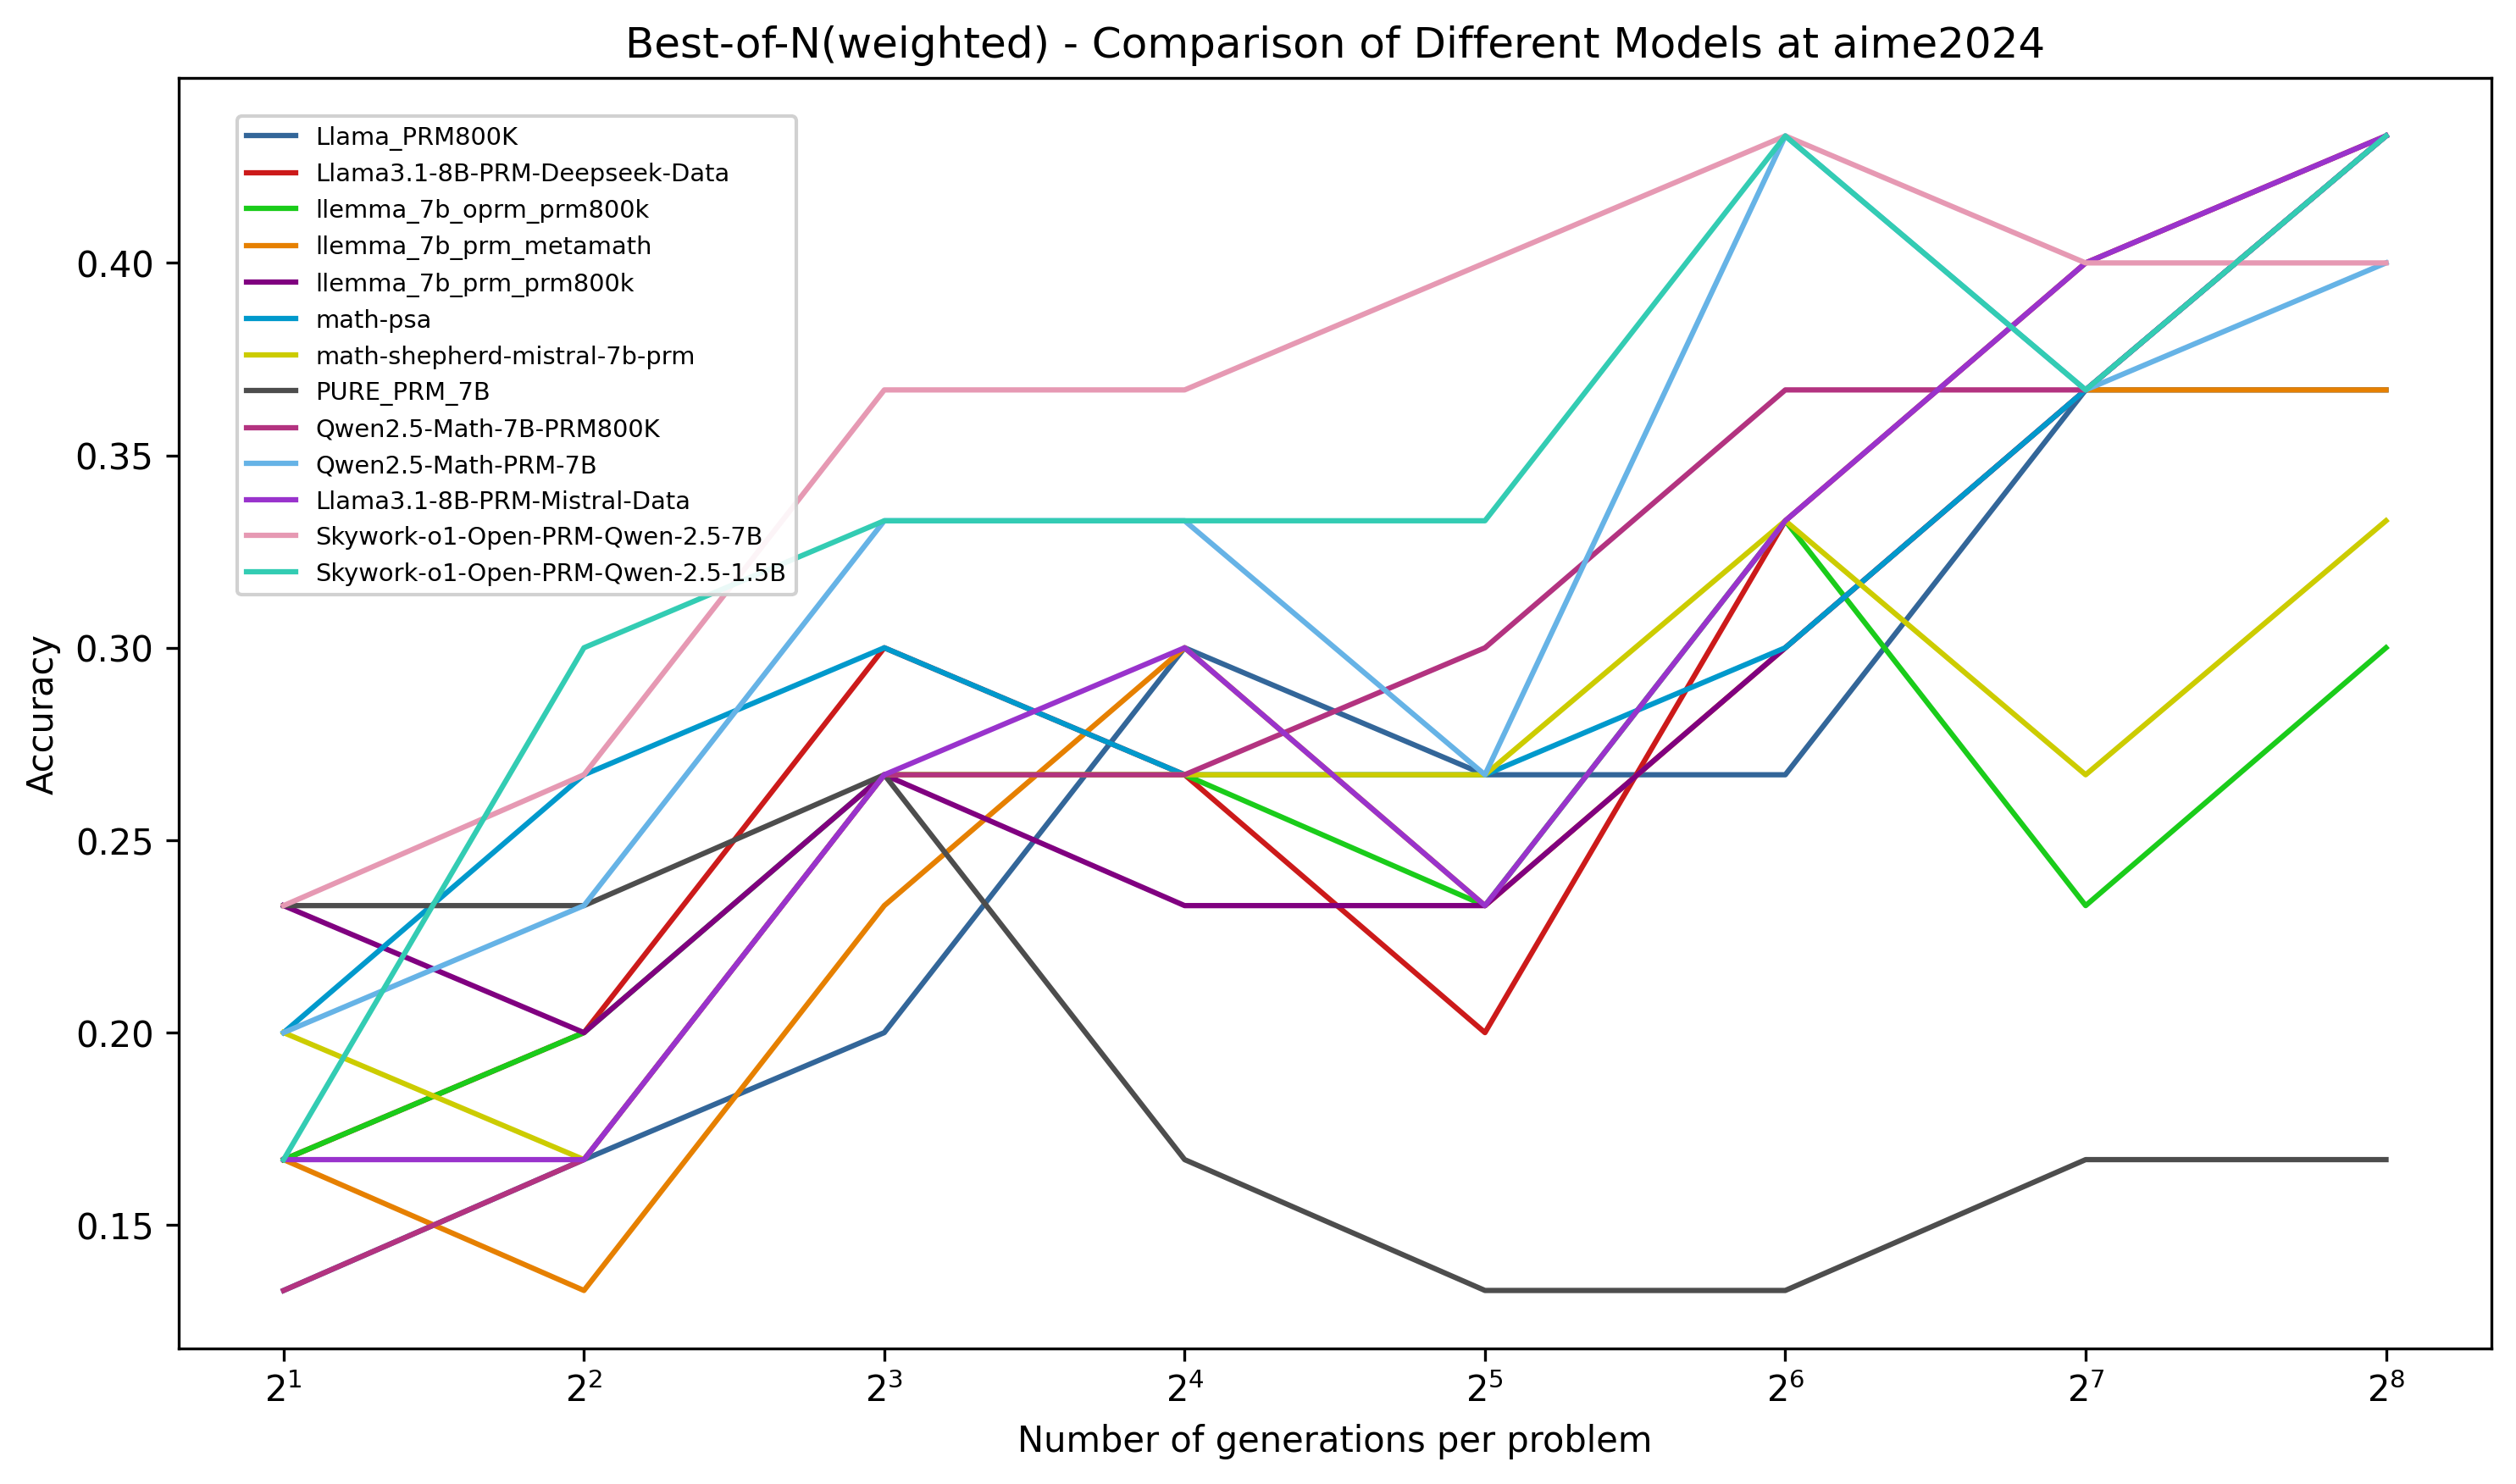 Best-of-N(weighted) - Comparison of Different Models at aime2024
Llama_PRM800K
Llama3.1-8B-PRM-Deepseek-Data
llemma_7b_oprm_prm800k
llemma_7b_prm_metamath
llemma_7b_prm_prm800k
math-psa
math-shepherd-mistral-7b-prm
PURE_PRM_7B
Qwen2.5-Math-7B-PRM800K
Qwen2.5-Math-PRM-7B
Llama3.1-8B-PRM-Mistral-Data
Skywork-o1-Open-PRM-Qwen-2.5-7B
Skywork-o1-Open-PRM-Qwen-2.5-1.5B
Accuracy
0.40
0.35
0.30
0.25
0.20
0.15
2¹ 2² 2³ 2⁴ 2⁵ 2⁶ 2⁷ 2⁸
Number of generations per problem